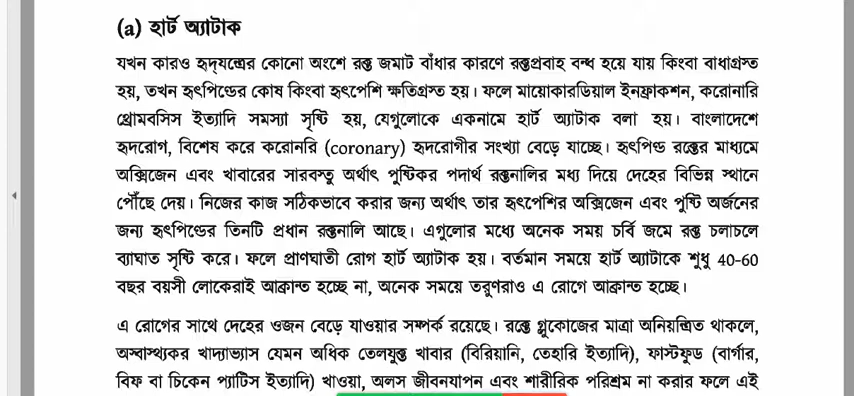 (a) হার্ট অ্যাটাক
যখন কারও হৃদ্‌যন্ত্রের কোনো অংশে রক্ত জমাট বাঁধার কারণে রক্তপ্রবাহ বন্ধ হয়ে যায় কিংবা বাধাগ্রস্ত
হয়, তখন হৃৎপিণ্ডের কোষ কিংবা হৃৎপেশি ক্ষতিগ্রস্ত হয়। ফলে মায়োকারডিয়াল ইনফ্রাকশন, করোনারি
থ্রোমবসিস ইত্যাদি সমস্যা সৃষ্টি হয়, যেগুলোকে একনামে হার্ট অ্যাটাক বলা হয়। বাংলাদেশে
হৃদরোগ, বিশেষ করে করোনরি (coronary) হৃদরোগীর সংখ্যা বেড়ে যাচ্ছে। হৃৎপিণ্ড রক্তের মাধ্যমে
অক্সিজেন এবং খাবারের সারবস্তু অর্থাৎ পুষ্টিকর পদার্থ রক্তনালির মধ্য দিয়ে দেহের বিভিন্ন স্থানে
পৌঁছে দেয়। নিজের কাজ সঠিকভাবে করার জন্য অর্থাৎ তার হৃৎপেশির অক্সিজেন এবং পুষ্টি অর্জনের
জন্য হৃৎপিণ্ডের তিনটি প্রধান রক্তনালি আছে। এগুলোর মধ্যে অনেক সময় চর্বি জমে রক্ত চলাচলে
ব্যাঘাত সৃষ্টি করে। ফলে প্রাণঘাতী রোগ হার্ট অ্যাটাক হয়। বর্তমান সময়ে হার্ট অ্যাটাকে শুধু 40-60
বছর বয়সী লোকেরাই আক্রান্ত হচ্ছে না, অনেক সময়ে তরুণরাও এ রোগে আক্রান্ত হচ্ছে।
এ রোগের সাথে দেহের ওজন বেড়ে যাওয়ার সম্পর্ক রয়েছে। রক্তে গ্লুকোজের মাত্রা অনিয়ন্ত্রিত থাকলে,
অস্বাস্থ্যকর খাদ্যাভ্যাস যেমন অধিক তেলযুক্ত খাবার (বিরিয়ানি, তেহারি ইত্যাদি), ফাস্টফুড (বার্গার,
বিফ বা চিকেন প্যাটিস ইত্যাদি) খাওয়া, অলস জীবনযাপন এবং শারীরিক পরিশ্রম না করার ফলে এই